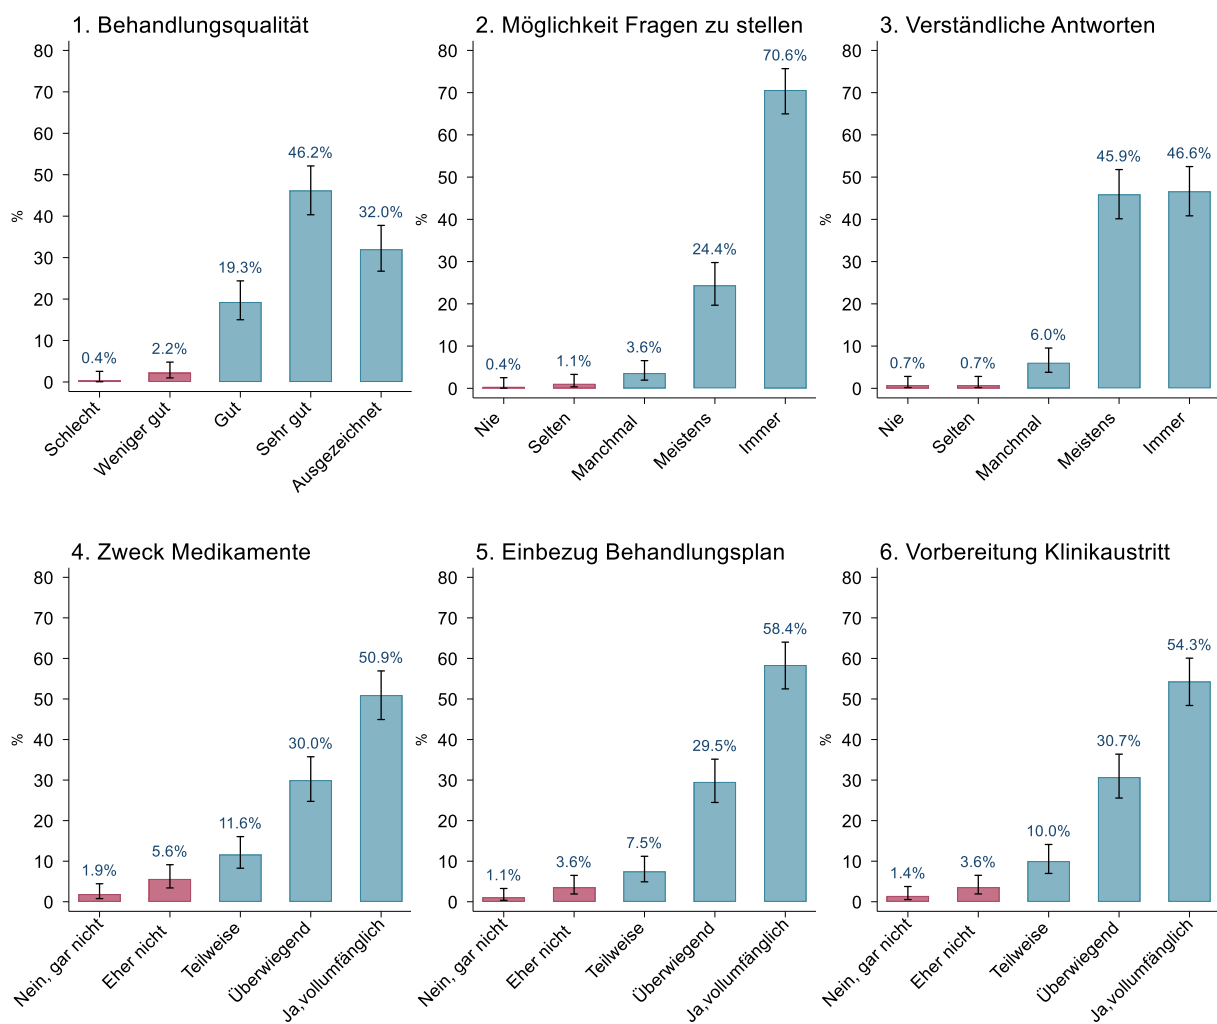 1. Behandlungsqualität
80
70
60
50
40
30
20
10
0
%
0.4%
2.2%
19.3%
46.2%
32.0%
Schlecht
Weniger gut
Gut
Sehr gut
Ausgezeichnet
2. Möglichkeit Fragen zu stellen
80
70
60
50
40
30
20
10
0
%
0.4%
1.1%
3.6%
24.4%
70.6%
Nie
Selten
Manchmal
Meistens
Immer
3. Verständliche Antworten
80
70
60
50
40
30
20
10
0
%
0.7%
0.7%
6.0%
45.9%
46.6%
Nie
Selten
Manchmal
Meistens
Immer
4. Zweck Medikamente
80
70
60
50
40
30
20
10
0
%
1.9%
5.6%
11.6%
30.0%
50.9%
Nein, gar nicht
Eher nicht
Teilweise
Überwiegend
Ja,vollumfänglich
5. Einbezug Behandlungsplan
80
70
60
50
40
30
20
10
0
%
1.1%
3.6%
7.5%
29.5%
58.4%
Nein, gar nicht
Eher nicht
Teilweise
Überwiegend
Ja,vollumfänglich
6. Vorbereitung Klinikaustritt
80
70
60
50
40
30
20
10
0
%
1.4%
3.6%
10.0%
30.7%
54.3%
Nein, gar nicht
Eher nicht
Teilweise
Überwiegend
Ja,vollumfänglich